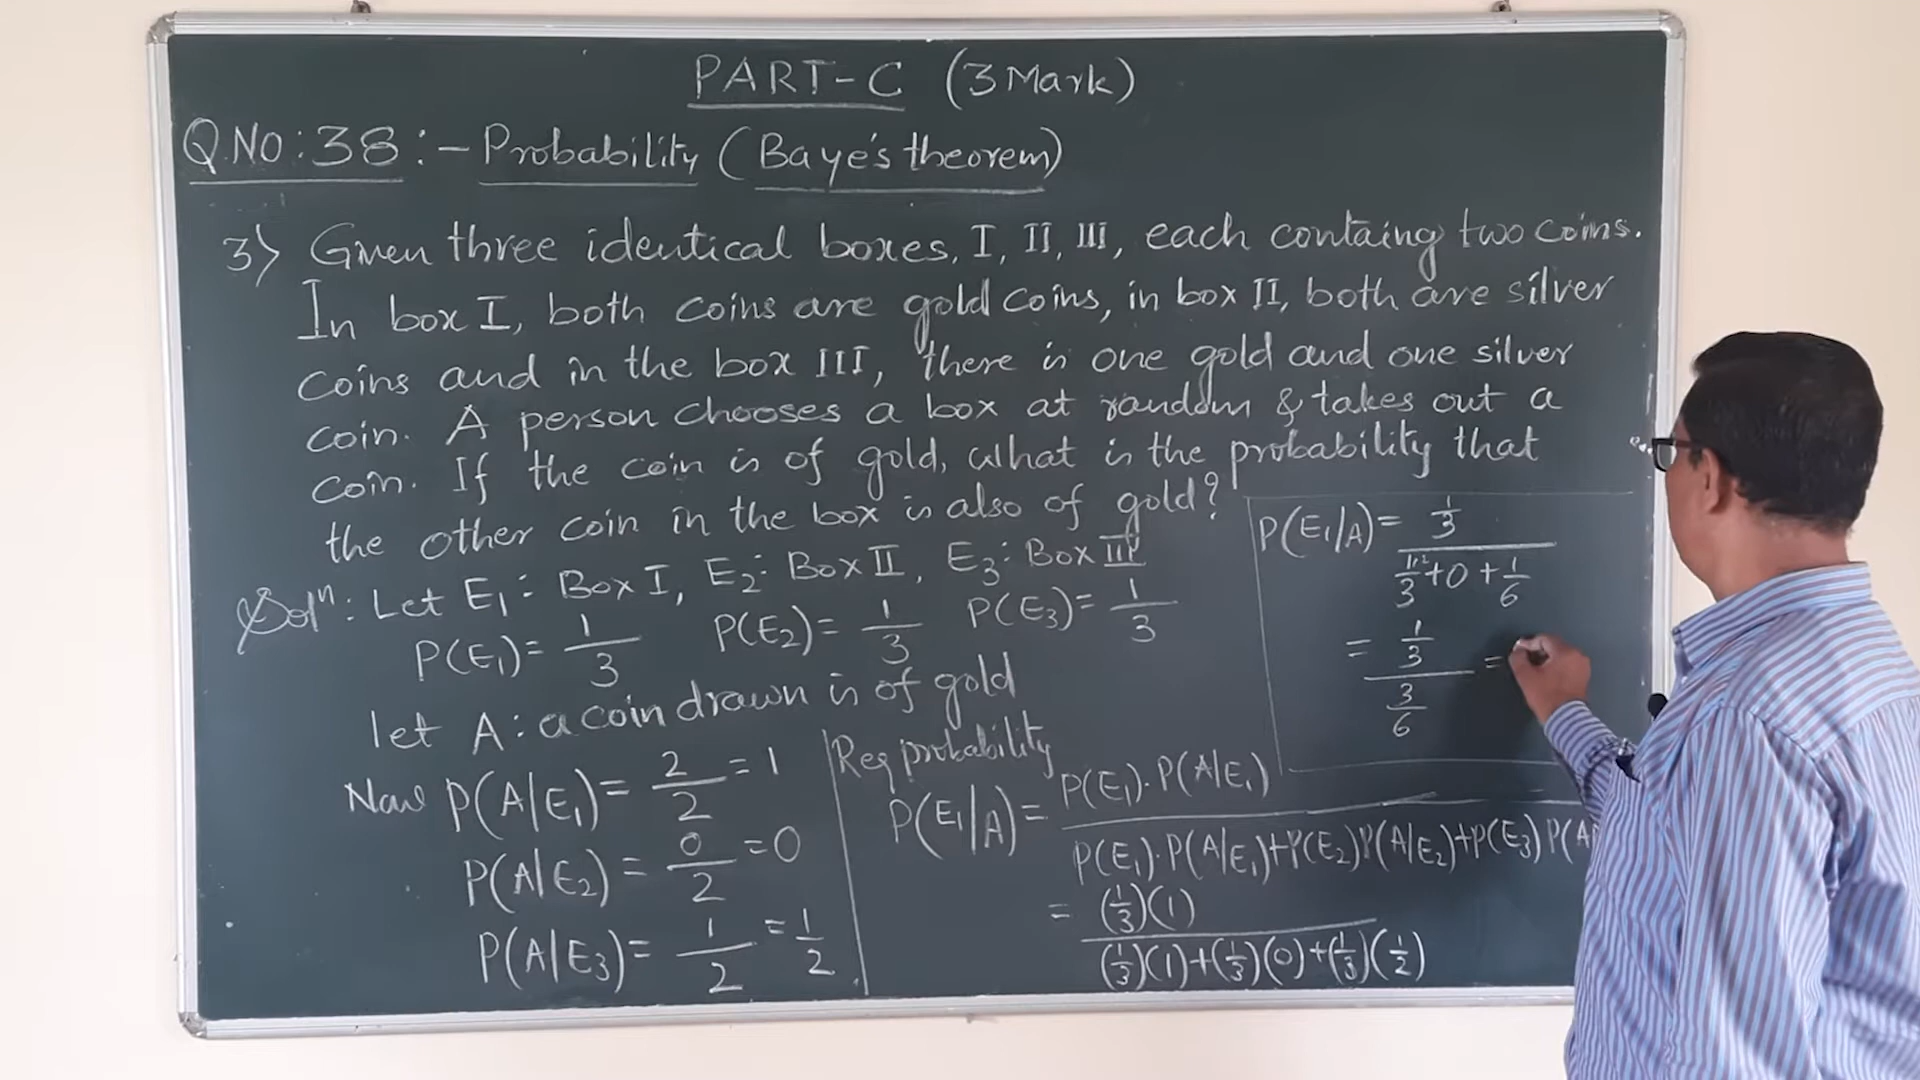 PART-C (3 Mark)
Q.NO:38:- Probability (Baye's theorem)
3) Given three identical boxes, I, II, III, each containg two coins.
In box I, both coins are gold coins, in box II, both are silver
coins and in the box III, there is one gold and one silver
coin. A person chooses a box at random & takes out a
coin. If the coin is of gold, what is the probability that
the other coin in the box is also of gold?
Solⁿ: Let E₁: Box I, E₂: Box II, E₃: Box III
P(E₁)= 1/3 P(E₂)= 1/3 P(E₃)= 1/3
let A: a coin drawn is of gold
Now P(A|E₁)= 2/2 =1
P(A|E₂)= 0/2 =0
P(A|E₃)= 1/2 = 1/2
Req probability
P(E₁|A)= P(E₁).P(A|E₁)
P(E₁).P(A|E₁)+P(E₂)P(A|E₂)+P(E₃)P(A
= (1/3)(1)
(1/3)(1)+(1/3)(0)+(1/3)(1/2)
P(E₁|A)= 1/3
1/3+0+1/6
= 1/3 =
3/6